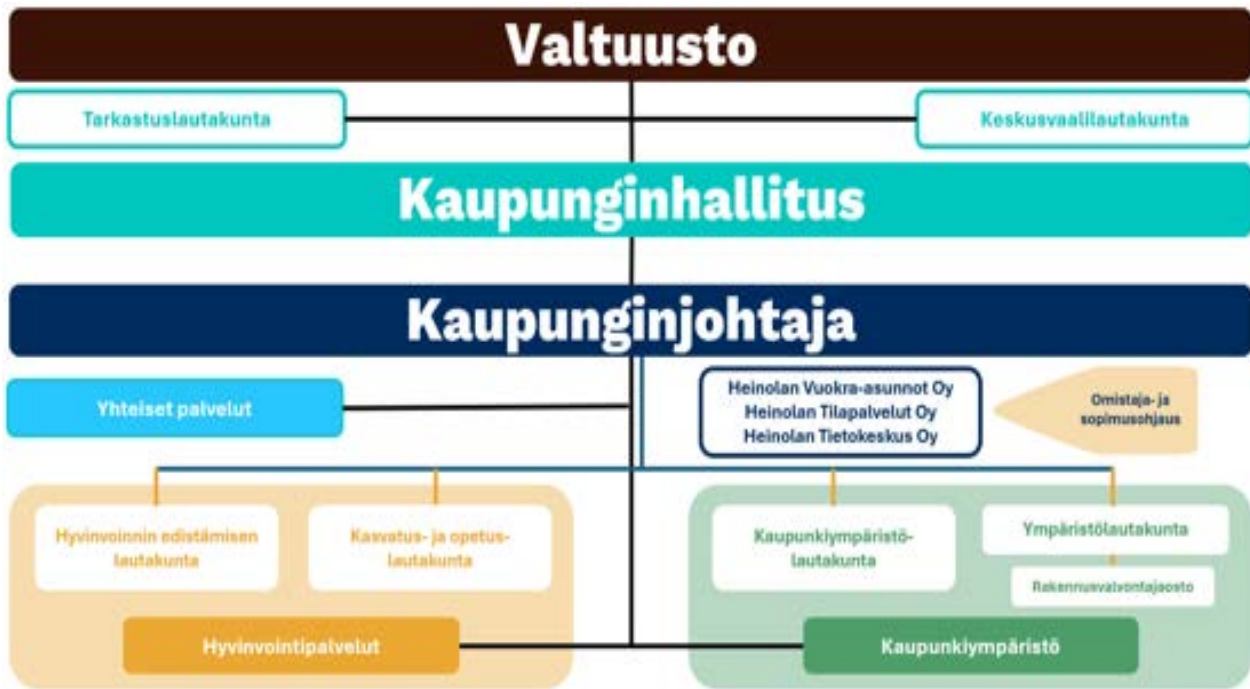 Valtuusto
Tarkastuslautakunta
Keskusvaalilautakunta
Kaupunginhallitus
Kaupunginjohtaja
Yhteiset palvelut
Heinolan Vuokra-asunnot Oy
Heinolan Tilapalvelut Oy
Heinolan Tietokeskus Oy
Omistaja- ja
sopimusohjaus
Hyvinvoinnin edistämisen
lautakunta
Kasvatus- ja opetus-
lautakunta
Kaupunkiympäristö-
lautakunta
Ympäristölautakunta
Rakennusvalvontajaosto
Hyvinvointipalvelut
Kaupunkiympäristö